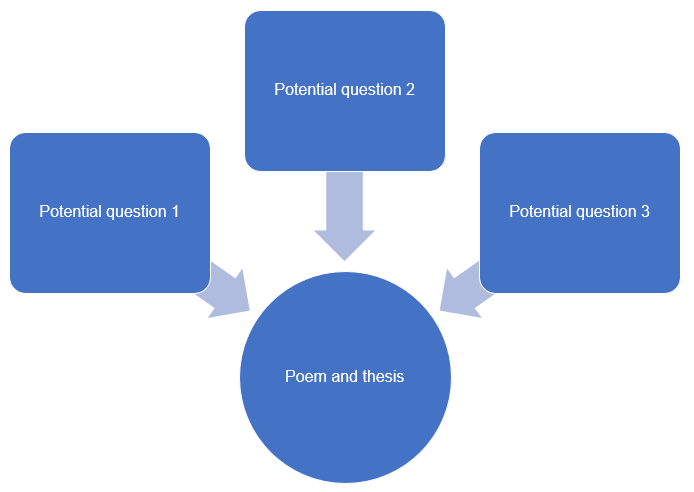 Potential question 2
Potential question 1
Potential question 3
Poem and thesis